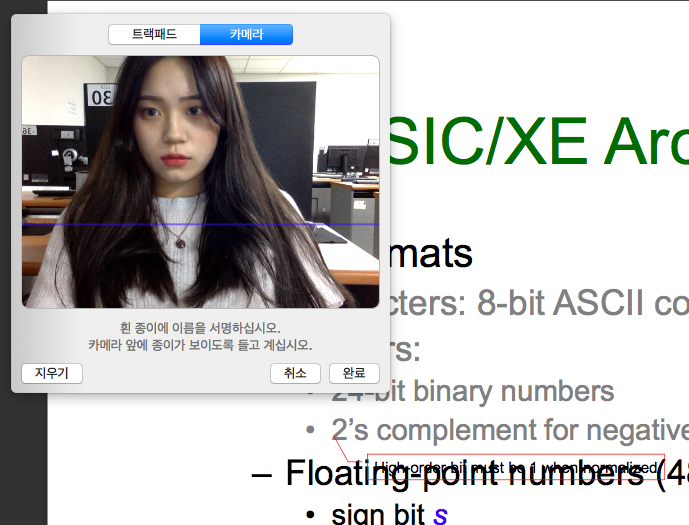 트랙패드 카메라
30
흰 종이에 이름을 서명하십시오.
카메라 앞에 종이가 보이도록 들고 계십시오.
지우기 취소 완료
SIC/XE Arc
mats
cters: 8-bit ASCII co
rs:
• 24-bit binary numbers
• 2’s complement for negative
High-order bit must be 1 when normalized
– Floating-point numbers (48
• sign bit s